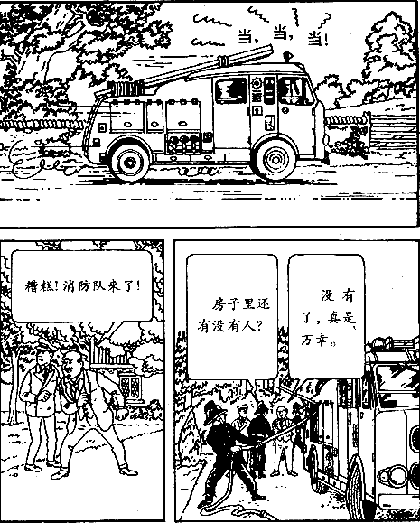 当，当，当！
糟糕！消防队来了！
房子里还
有没有人？
没有
了，真是
万幸。